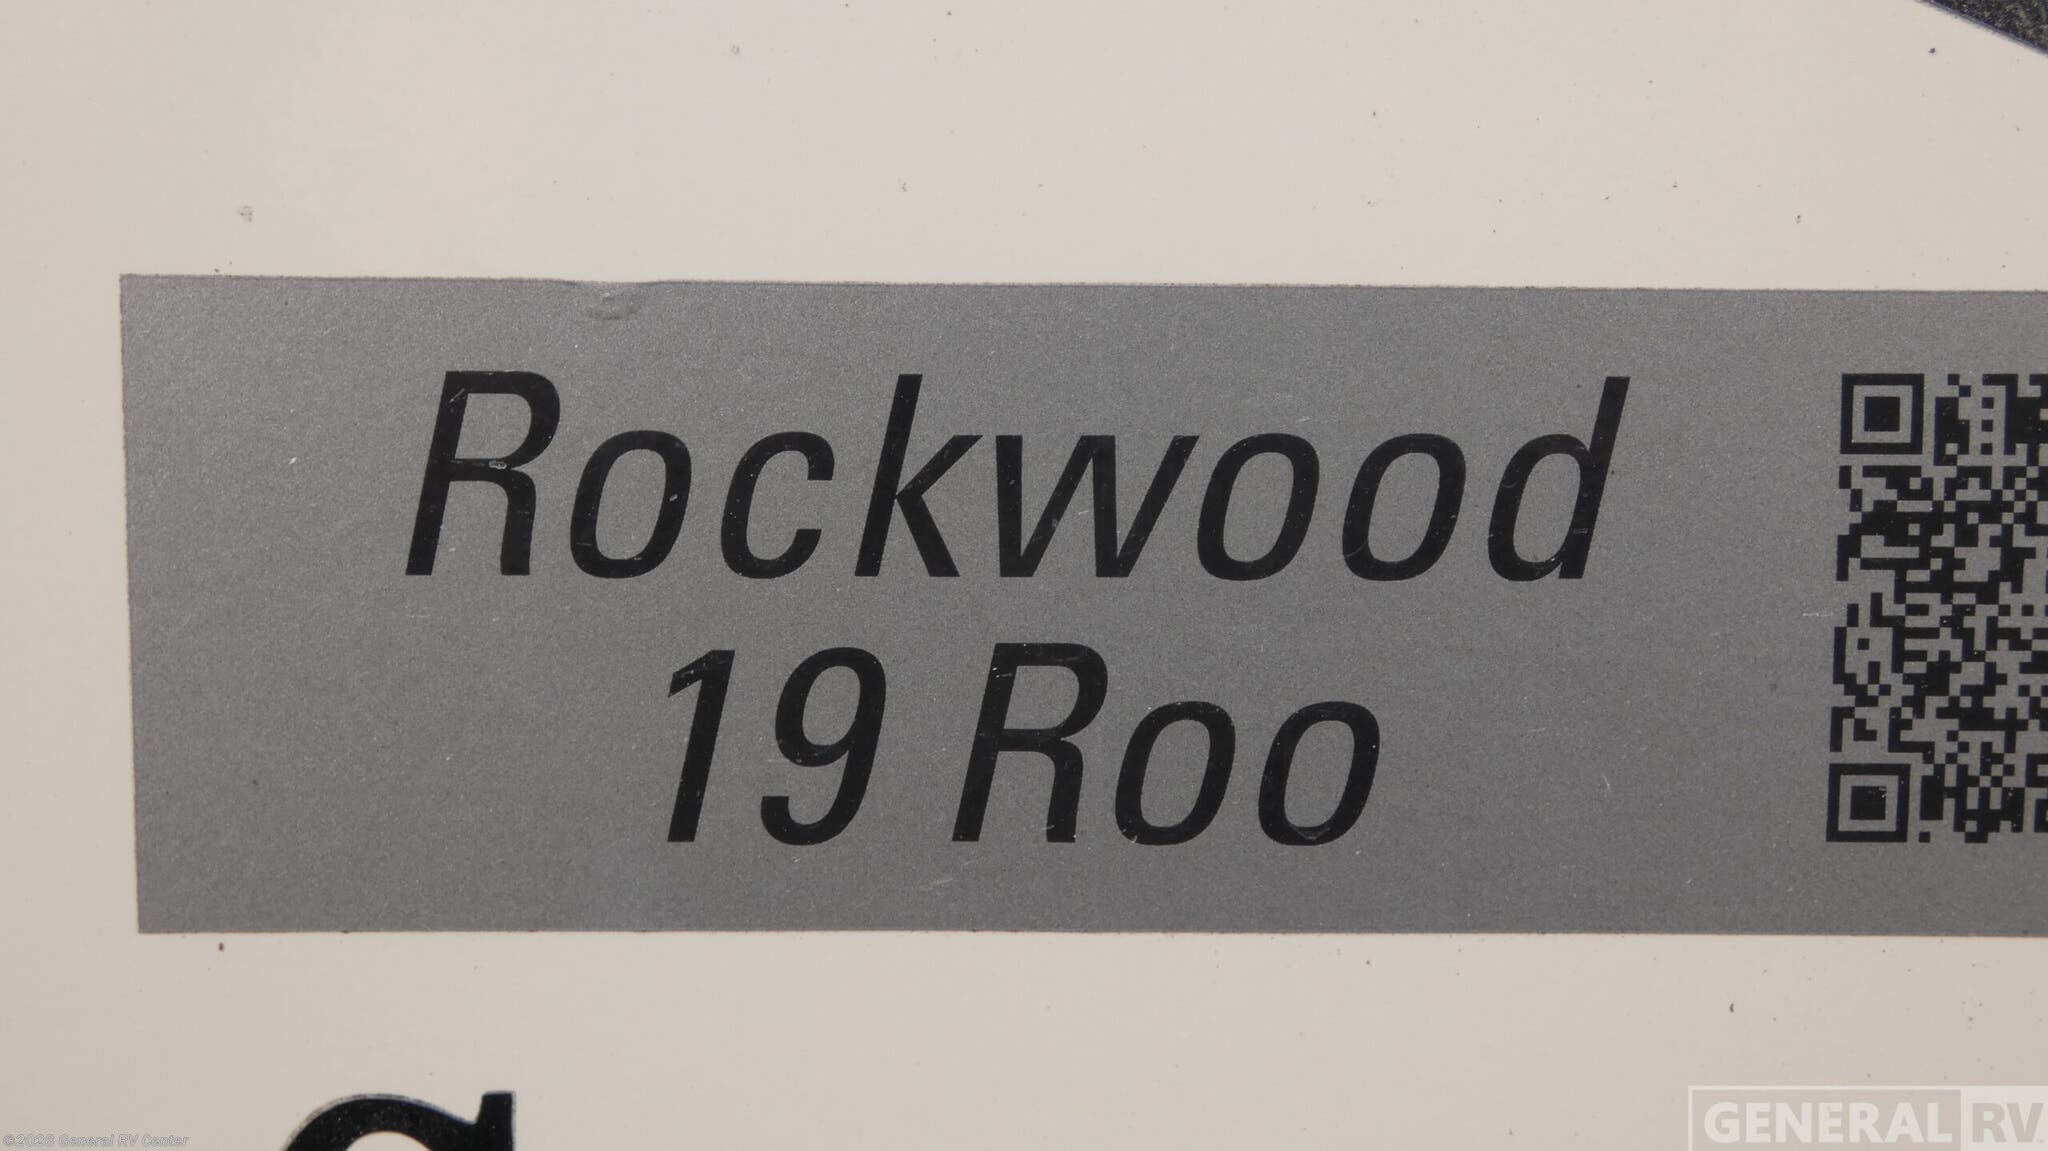 Rockwood
19 Roo
©2026 General RV Center
GENERAL RV